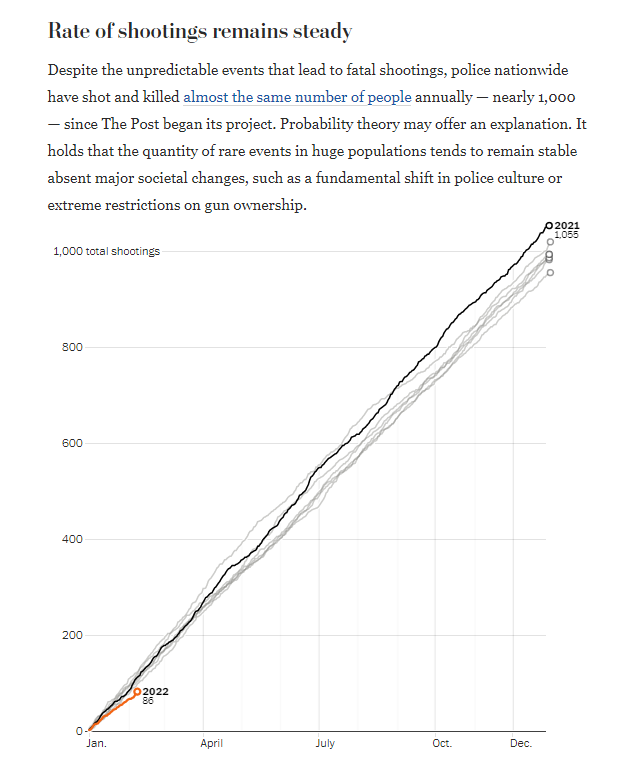 Rate of shootings remains steady
Despite the unpredictable events that lead to fatal shootings, police nationwide
have shot and killed almost the same number of people annually — nearly 1,000
— since The Post began its project. Probability theory may offer an explanation. It
holds that the quantity of rare events in huge populations tends to remain stable
absent major societal changes, such as a fundamental shift in police culture or
extreme restrictions on gun ownership.
2021
1,055
1,000 total shootings
800
600
400
200
2022
86
0
Jan.
April
July
Oct.
Dec.